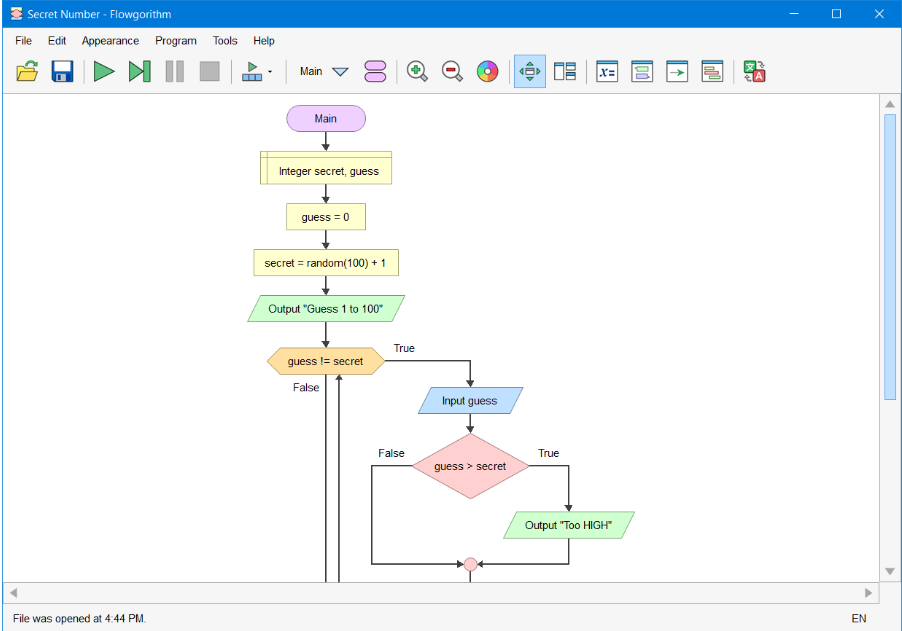 Secret Number - Flowgorithm
File Edit Appearance Program Tools Help
Main
x=
文
A
Main
Integer secret, guess
guess = 0
secret = random(100) + 1
Output "Guess 1 to 100"
guess != secret
True
False
Input guess
guess > secret
False
True
Output "Too HIGH"
File was opened at 4:44 PM.
EN